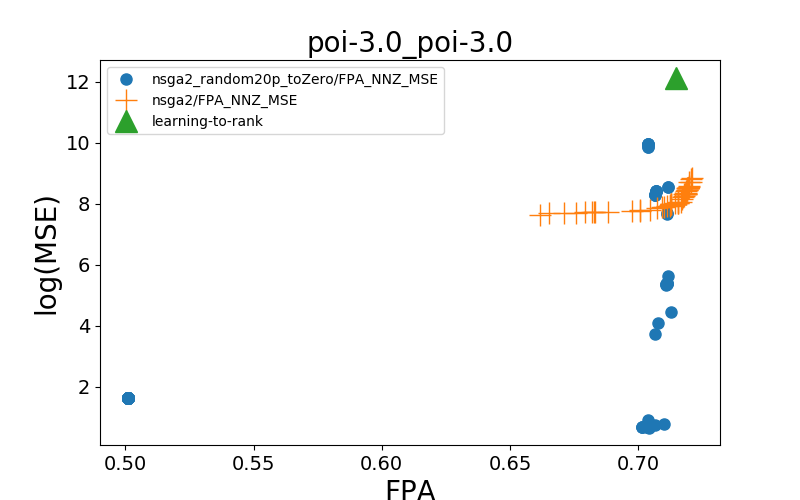 poi-3.0_poi-3.0
nsga2_random20p_toZero/FPA_NNZ_MSE
nsga2/FPA_NNZ_MSE
learning-to-rank
log(MSE)
12
10
8
6
4
2
0.50 0.55 0.60 0.65 0.70
FPA